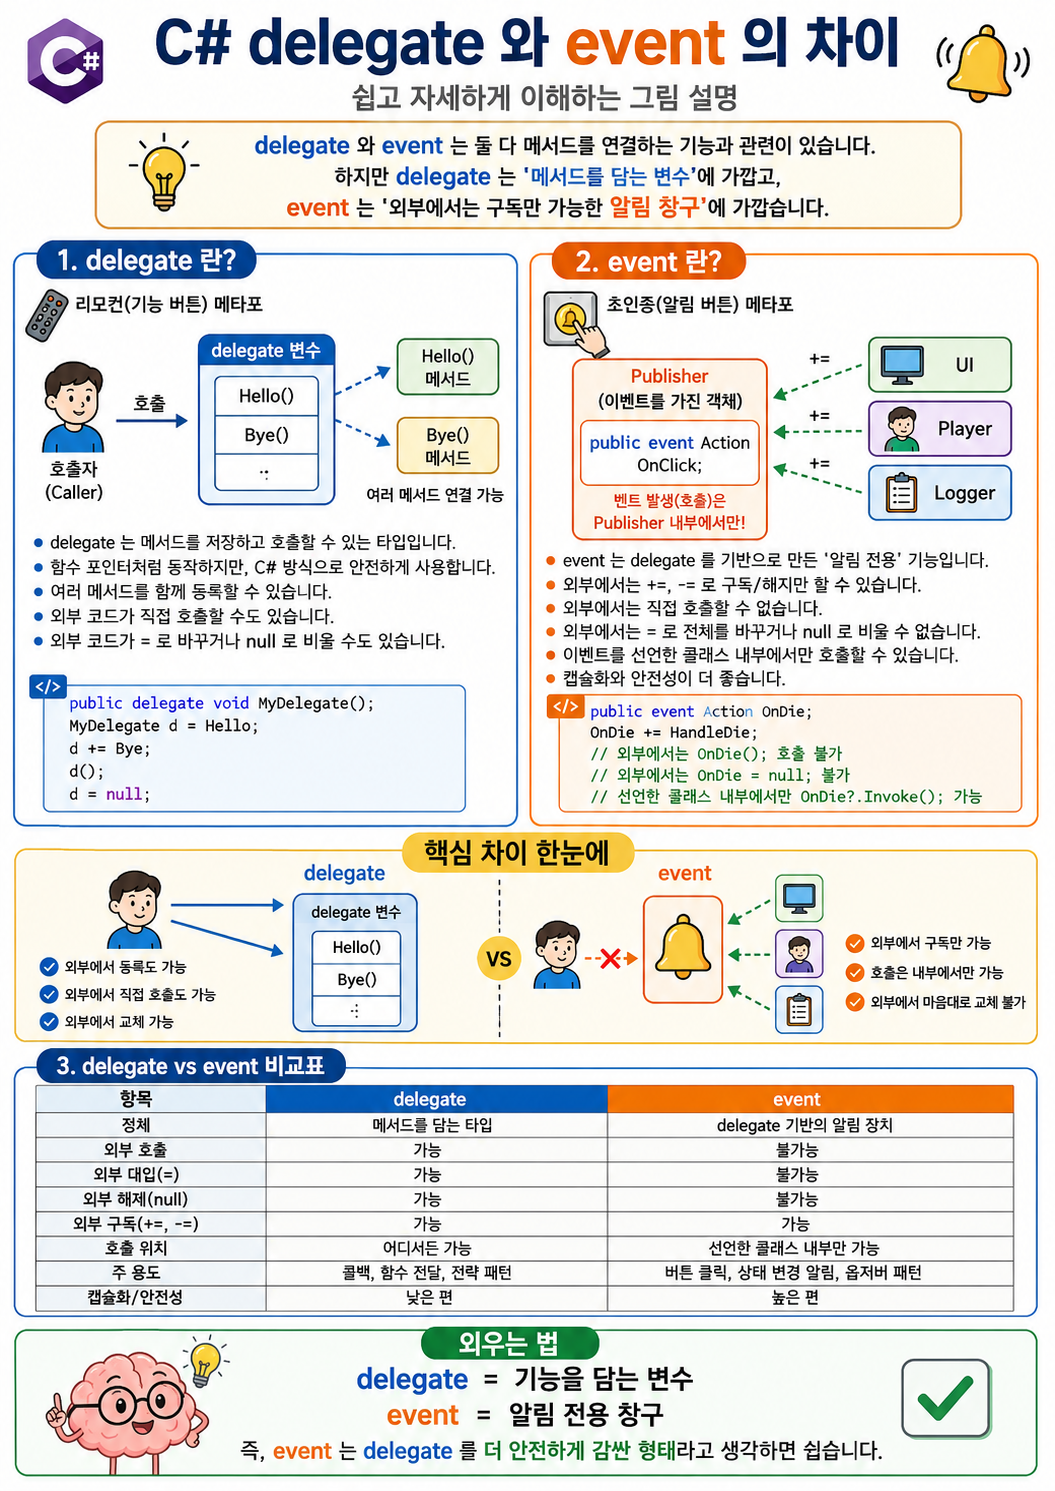 C#
C# delegate 와 event 의 차이
쉽고 자세하게 이해하는 그림 설명
delegate 와 event 는 둘 다 메서드를 연결하는 기능과 관련이 있습니다.
하지만 delegate 는 '메서드를 담는 변수'에 가깝고,
event 는 '외부에서는 구독만 가능한 알림 창구'에 가깝습니다.
1. delegate 란?
리모컨(기능 버튼) 메타포
호출자
(Caller)
호출
delegate 변수
Hello()
Bye()
Hello()
메서드
Bye()
메서드
여러 메서드 연결 가능
• delegate 는 메서드를 저장하고 호출할 수 있는 타입입니다.
• 함수 포인터처럼 동작하지만, C# 방식으로 안전하게 사용합니다.
• 여러 메서드를 함께 등록할 수 있습니다.
• 외부 코드가 직접 호출할 수도 있습니다.
• 외부 코드가 = 로 바꾸거나 null 로 비울 수도 있습니다.
</>
public delegate void MyDelegate();
MyDelegate d = Hello;
d += Bye;
d();
d = null;
2. event 란?
초인종(알림 버튼) 메타포
Publisher
(이벤트를 가진 객체)
public event Action
OnClick;
벤트 발생(호출)은
Publisher 내부에서만!
+=
UI
+=
Player
+=
Logger
• event 는 delegate 를 기반으로 만든 '알림 전용' 기능입니다.
• 외부에서는 +=, -= 로 구독/해지만 할 수 있습니다.
• 외부에서는 직접 호출할 수 없습니다.
• 외부에서는 = 로 전체를 바꾸거나 null 로 비울 수 없습니다.
• 이벤트를 선언한 클래스 내부에서만 호출할 수 있습니다.
• 캡슐화와 안전성이 더 좋습니다.
</>
public event Action OnDie;
OnDie += HandleDie;
// 외부에서는 OnDie(); 호출 불가
// 외부에서는 OnDie = null; 불가
// 선언한 클래스 내부에서만 OnDie?.Invoke(); 가능
핵심 차이 한눈에
delegate
delegate 변수
Hello()
Bye()
외부에서 등록도 가능
외부에서 직접 호출도 가능
외부에서 교체 가능
VS
event
외부에서 구독만 가능
호출은 내부에서만 가능
외부에서 마음대로 교체 불가
3. delegate vs event 비교표
항목 delegate event
정체 메서드를 담는 타입 delegate 기반의 알림 장치
외부 호출 가능 불가능
외부 대입(=) 가능 불가능
외부 해제(null) 가능 불가능
외부 구독(+=, -=) 가능 가능
호출 위치 어디서든 가능 선언한 클래스 내부만 가능
주 용도 콜백, 함수 전달, 전략 패턴 버튼 클릭, 상태 변경 알림, 옵저버 패턴
캡슐화/안전성 낮은 편 높은 편
외우는 법
delegate = 기능을 담는 변수
event = 알림 전용 창구
즉, event 는 delegate 를 더 안전하게 감싼 형태라고 생각하면 쉽습니다.